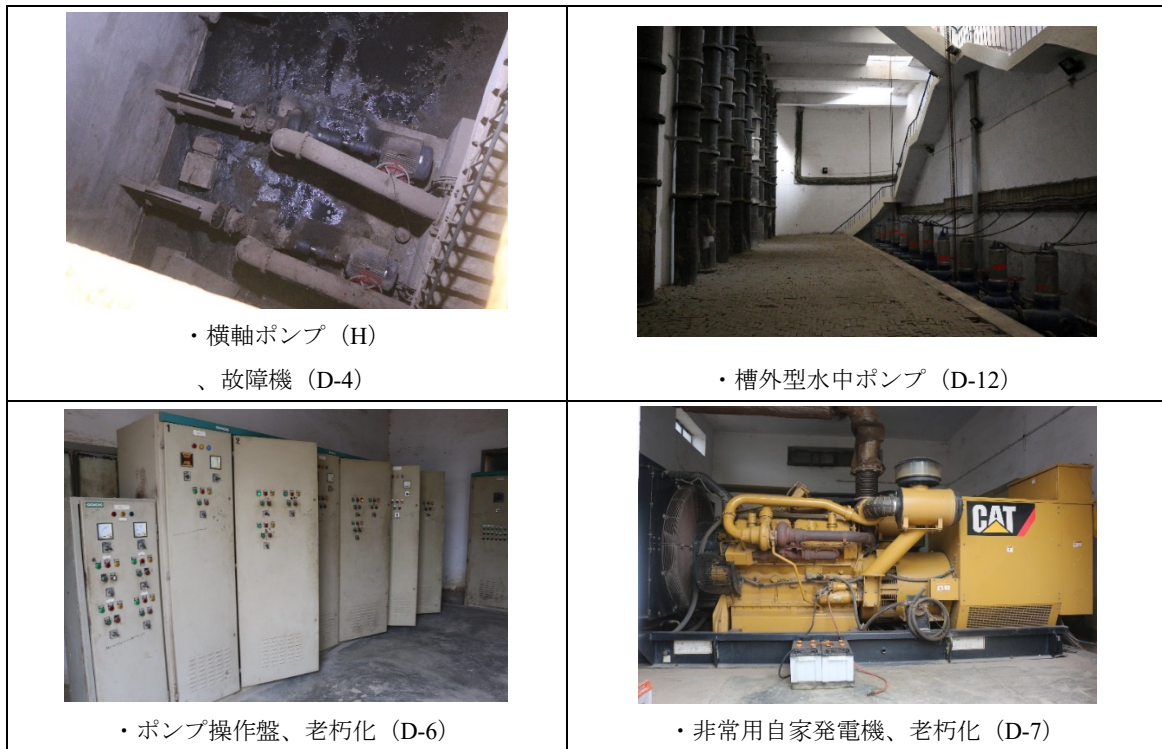 ・横軸ポンプ（H）
、故障機（D-4）
・槽外型水中ポンプ（D-12）
1
2
CAT
・ポンプ操作盤、老朽化（D-6）
・非常用自家発電機、老朽化（D-7）